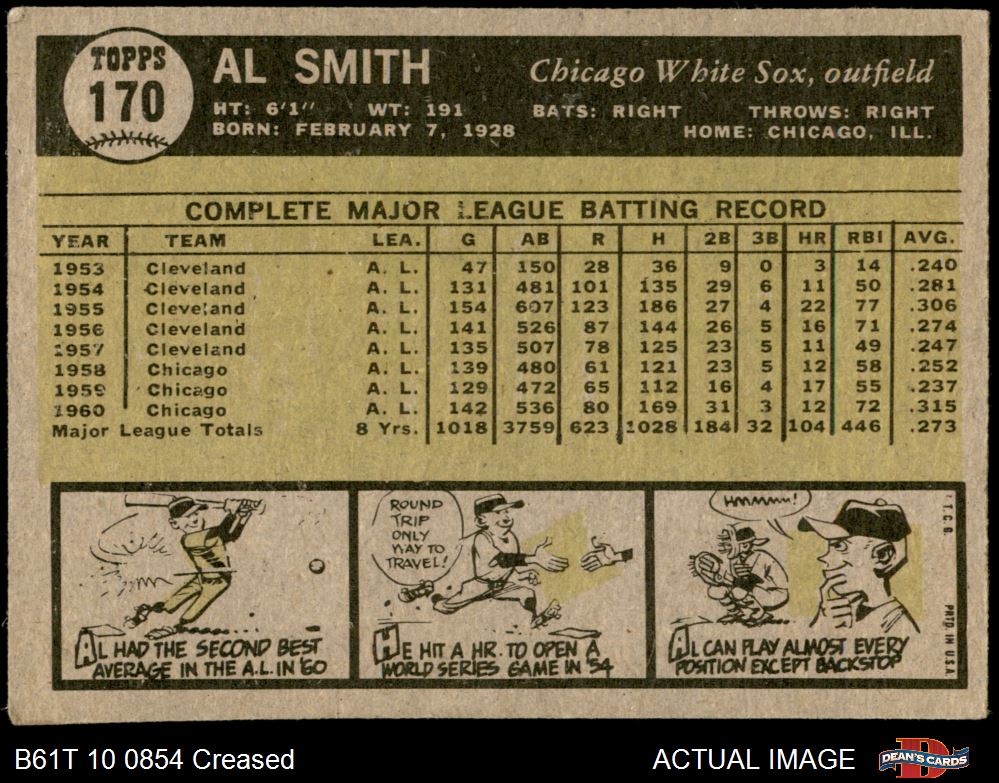 TOPPS
170
AL SMITH
Chicago White Sox, outfield
HT: 6'1" WT: 191 BATS: RIGHT THROWS: RIGHT
BORN: FEBRUARY 7, 1928 HOME: CHICAGO, ILL.
COMPLETE MAJOR LEAGUE BATTING RECORD
YEAR TEAM LEA. G AB R H 2B 3B HR RBI AVG.
1953 Cleveland A. L. 47 150 28 36 9 0 3 14 .240
1954 Cleveland A. L. 131 481 101 135 29 6 11 50 .281
1955 Cleveland A. L. 154 607 123 186 27 4 22 77 .306
1956 Cleveland A. L. 141 526 87 144 26 5 16 71 .274
1957 Cleveland A. L. 135 507 78 125 23 5 11 49 .247
1958 Chicago A. L. 139 480 61 121 23 5 12 58 .252
1959 Chicago A. L. 129 472 65 112 16 4 17 55 .237
1960 Chicago A. L. 142 536 80 169 31 3 12 72 .315
Major League Totals 8 Yrs. 1018 3759 623 1028 184 32 104 446 .273
AL HAD THE SECOND BEST
AVERAGE IN THE A.L. IN '60
ROUND
TRIP
ONLY
WAY TO
TRAVEL!
HE HIT A HR. TO OPEN A
WORLD SERIES GAME IN '54
Hmmmm!
AL CAN PLAY ALMOST EVERY
POSITION EXCEPT BACKSTOP
T.C.G. PRTD IN U.S.A.
B61T 10 0854 Creased
ACTUAL IMAGE
D
DEAN'S CARDS